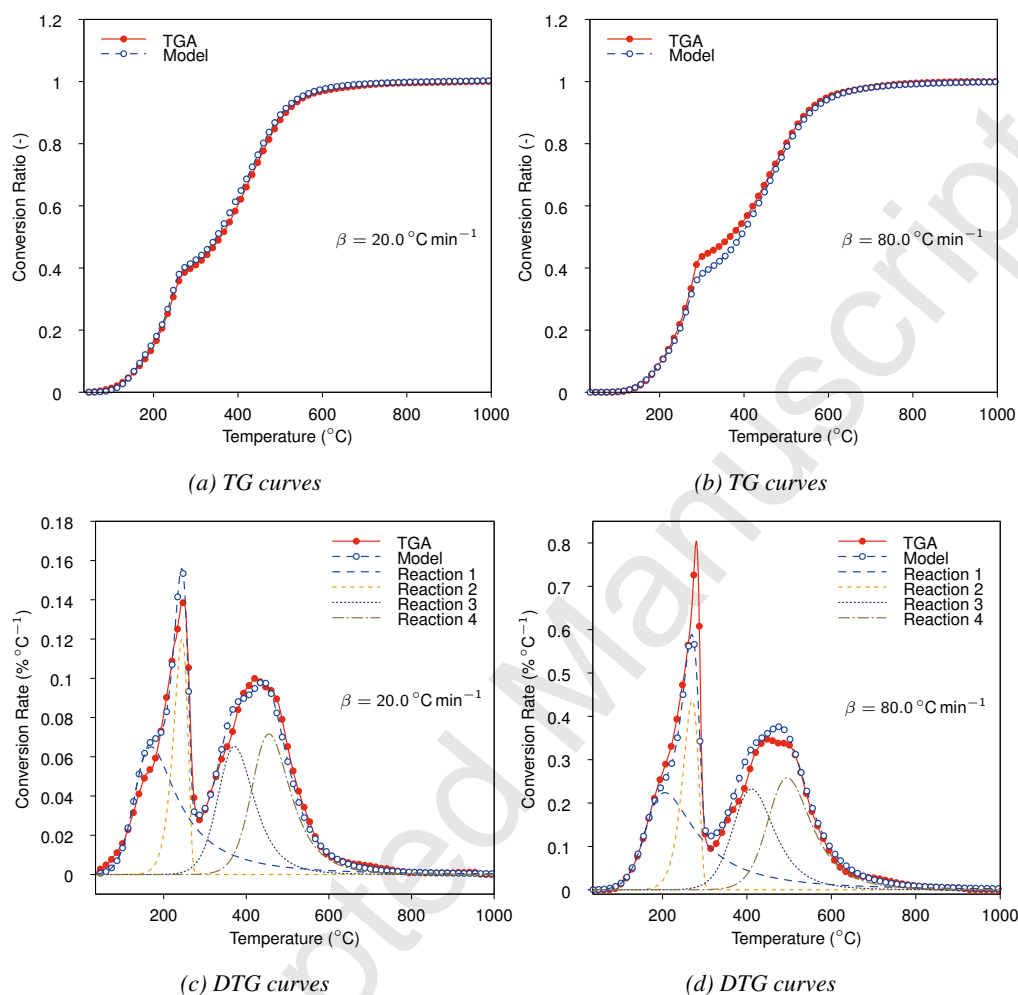 1.2
1
0.8
0.6
0.4
0.2
0
Conversion Ratio (-)
TGA
Model
β = 20.0 °C min⁻¹
200 400 600 800 1000
Temperature (°C)
(a) TG curves
1.2
1
0.8
0.6
0.4
0.2
0
Conversion Ratio (-)
TGA
Model
β = 80.0 °C min⁻¹
200 400 600 800 1000
Temperature (°C)
(b) TG curves
0.18
0.16
0.14
0.12
0.1
0.08
0.06
0.04
0.02
0
Conversion Rate (% °C⁻¹)
TGA
Model
Reaction 1
Reaction 2
Reaction 3
Reaction 4
β = 20.0 °C min⁻¹
200 400 600 800 1000
Temperature (°C)
(c) DTG curves
0.8
0.7
0.6
0.5
0.4
0.3
0.2
0.1
0
Conversion Rate (% °C⁻¹)
TGA
Model
Reaction 1
Reaction 2
Reaction 3
Reaction 4
β = 80.0 °C min⁻¹
200 400 600 800 1000
Temperature (°C)
(d) DTG curves
pted Manuscript